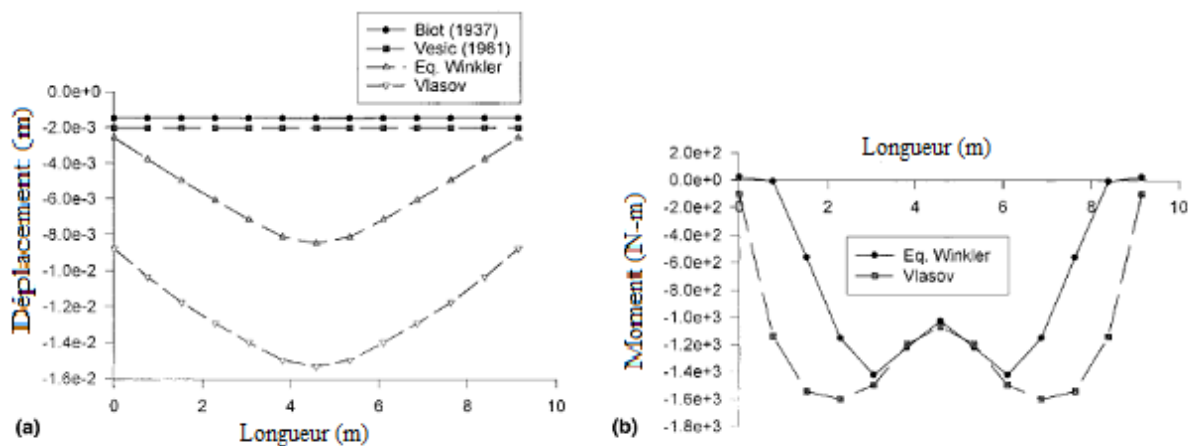 Biot (1937)
Vesic (1961)
Eq. Winkler
Vlasov
0.0e+0
-2.0e-3
-4.0e-3
-6.0e-3
-8.0e-3
-1.0e-2
-1.2e-2
-1.4e-2
-1.6e-2
Déplacement (m)
0 2 4 6 8 10
Longueur (m)
(a)
Longueur (m)
2.0e+2
0.0e+0
-2.0e+2
-4.0e+2
-6.0e+2
-8.0e+2
-1.0e+3
-1.2e+3
-1.4e+3
-1.6e+3
-1.8e+3
Moment (N-m)
0 2 4 6 8 10
Eq. Winkler
Vlasov
(b)